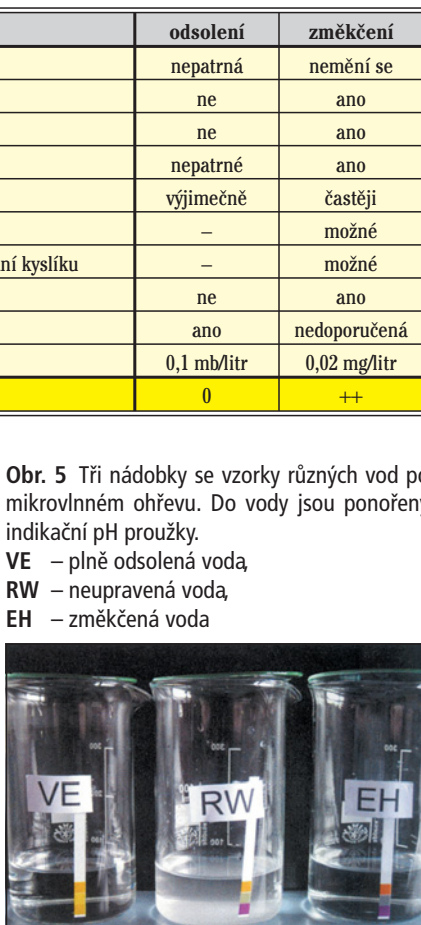 odsolení změkčení
nepatrná nemění se
ne ano
ne ano
nepatrné ano
výjimečně častěji
– možné
ní kyslíku – možné
ne ano
ano nedoporučená
0,1 mb/litr 0,02 mg/litr
0 ++
Obr. 5 Tři nádobky se vzorky různých vod po
mikrovlnném ohřevu. Do vody jsou ponořeny
indikační pH proužky.
VE – plně odsolená voda,
RW – neupravená voda,
EH – změkčená voda
VE RW EH